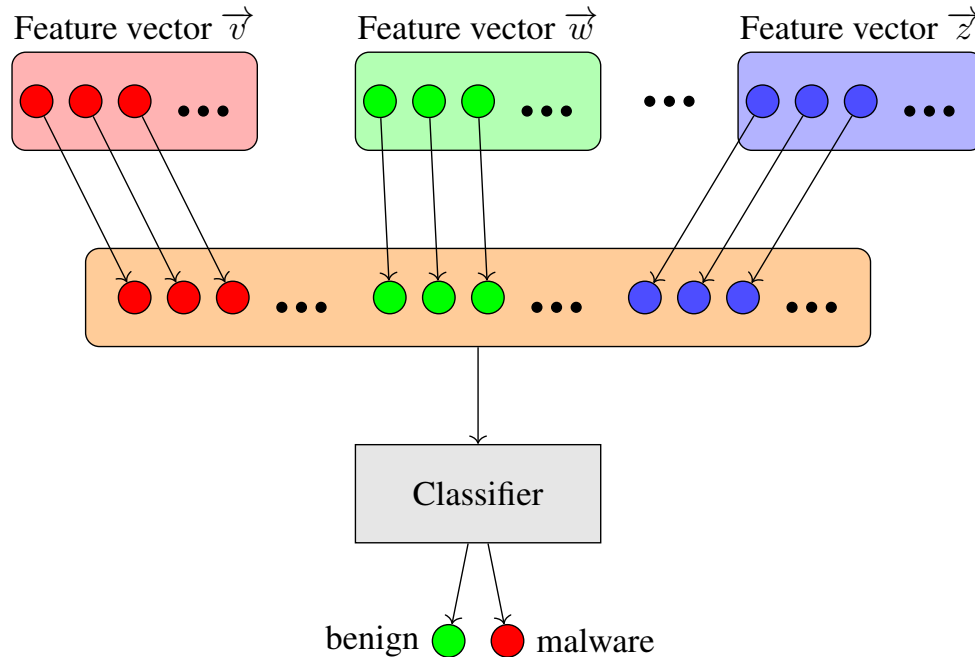 Feature vector v⃗
Feature vector w⃗
Feature vector z⃗
Classifier
benign
malware